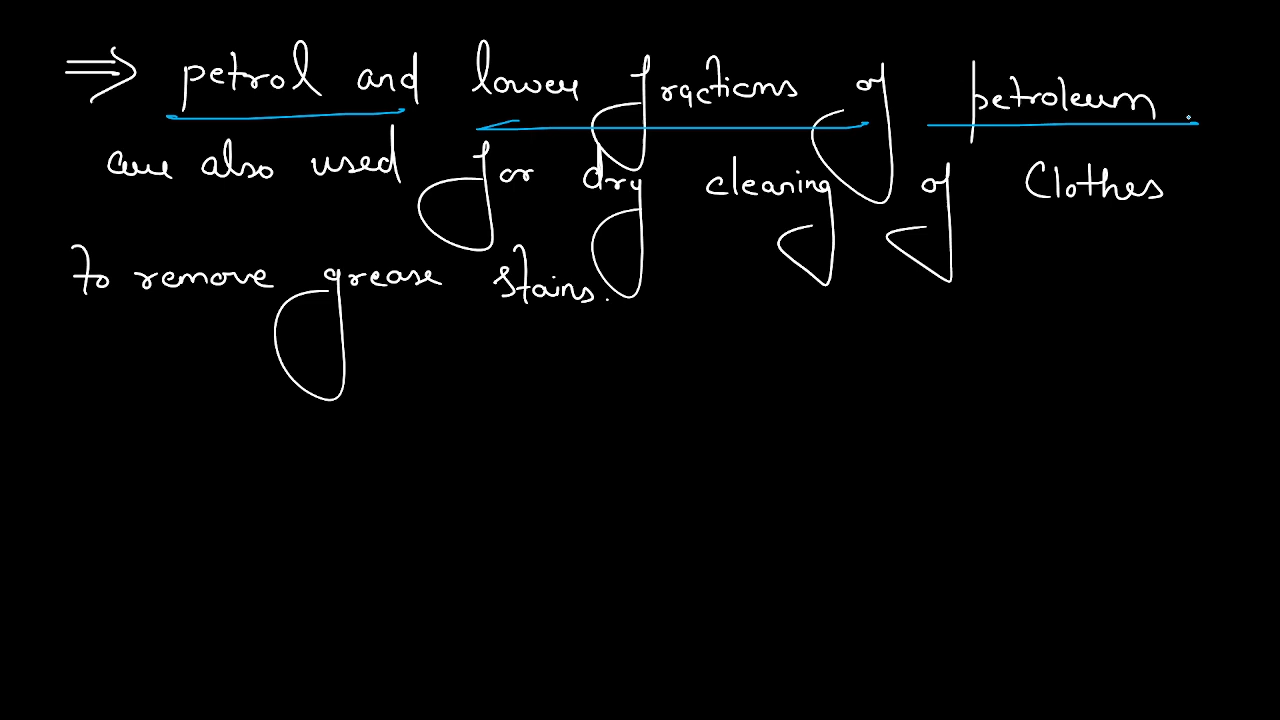 ⇒ petrol and lower fractions of petroleum
are also used for dry cleaning of Clothes
to remove grease stains.